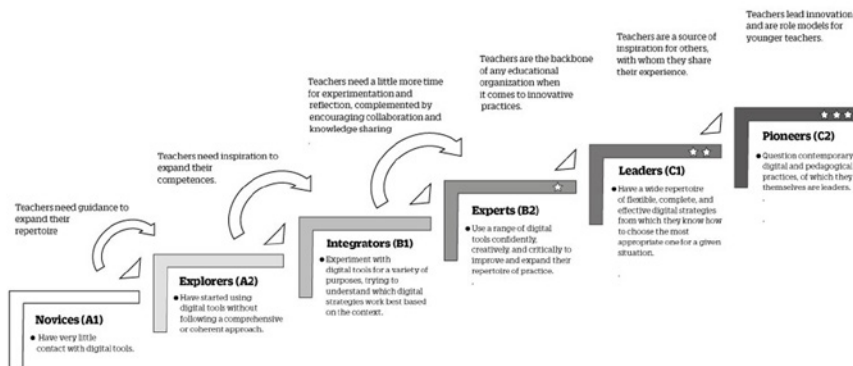 Teachers need guidance to
expand their
repertoire
Novices (A1)
● Have very little
contact with digital tools.
Teachers need inspiration to
expand their
competences.
Explorers (A2)
● Have started using
digital tools without
following a comprehensive
or coherent approach.
Teachers need a little more time
for experimentation and
reflection, complemented by
encouraging collaboration and
knowledge sharing
.
Integrators (B1)
● Experiment with
digital tools for a variety of
purposes, trying to
understand which digital
strategies work best based
on the context.
Teachers are the backbone
of any educational
organization when
it comes to innovative
practices.
Experts (B2)
● Use a range of digital
tools confidently,
creatively, and critically to
improve and expand their
repertoire of practice.
.
Teachers are a source of
inspiration for others,
with whom they share
their experience.
Leaders (C1)
● Have a wide repertoire
of flexible, complete, and
effective digital strategies
from which they know how
to choose the most
appropriate one for a given
situation.
.
Teachers lead innovation
and are role models for
younger teachers.
Pioneers (C2)
● Question contemporary
digital and pedagogical
practices, of which they
themselves are leaders.
.
.